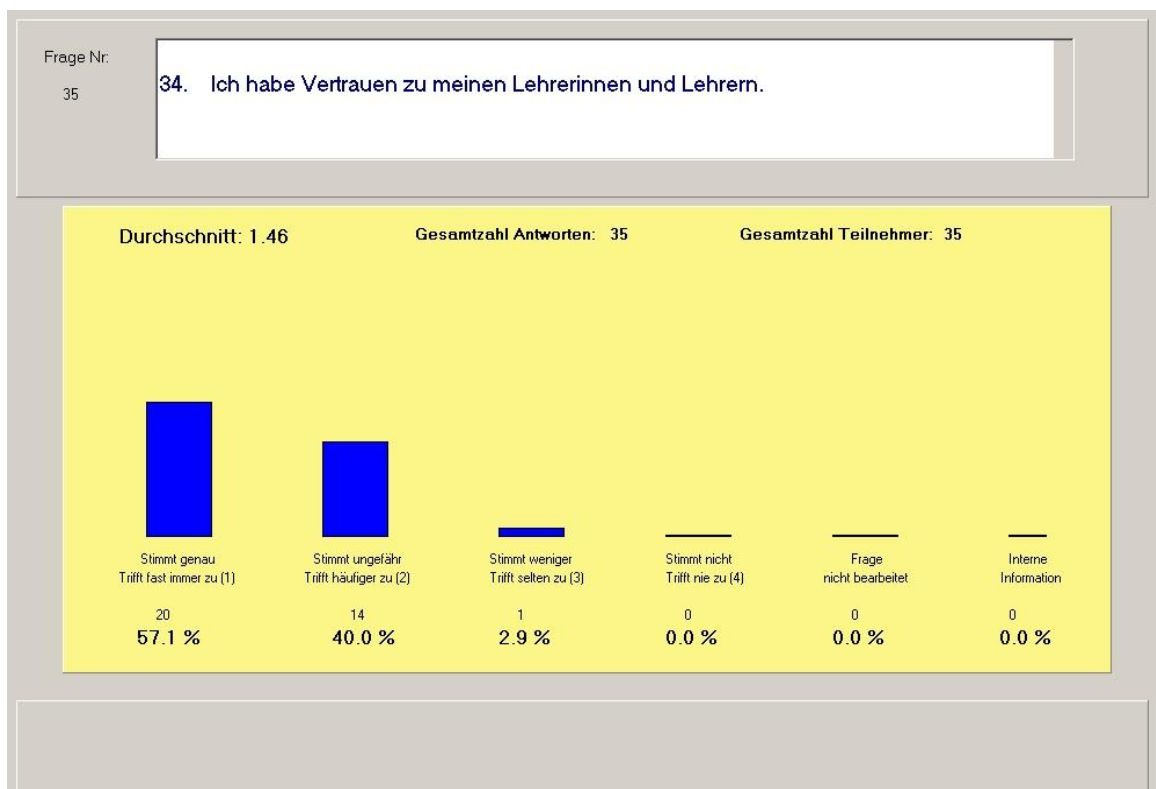 Frage Nr:
35
34. Ich habe Vertrauen zu meinen Lehrerinnen und Lehrern.
Durchschnitt: 1.46 Gesamtzahl Antworten: 35 Gesamtzahl Teilnehmer: 35
Stimmt genau Stimmt ungefähr Stimmt weniger Stimmt nicht Frage Interne
Trifft fast immer zu (1) Trifft häufiger zu (2) Trifft selten zu (3) Trifft nie zu (4) nicht bearbeitet Information
20 14 1 0 0 0
57.1 % 40.0 % 2.9 % 0.0 % 0.0 % 0.0 %